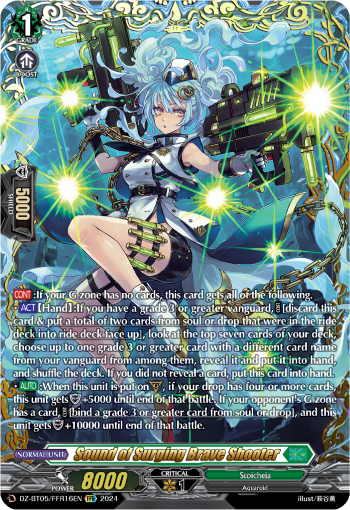 1
GRADE
BOOST
5000
SHIELD
CONT:If your G zone has no cards, this card gets all of the following.
・ACT [Hand]:If you have a grade 3 or greater vanguard, [discard this
card & put a total of two cards from soul or drop that were in the ride
deck into ride deck face up], look at the top seven cards of your deck,
choose up to one grade 3 or greater card with a different card name
from your vanguard from among them, reveal it and put it into hand,
and shuffle the deck. If you did not reveal a card, put this card into hand.
・AUTO:When this unit is put on , if your drop has four or more cards,
this unit gets +5000 until end of that battle. If your opponent's G zone
has a card, [bind a grade 3 or greater card from soul or drop], and this
unit gets +10000 until end of that battle.
NORMAL UNIT
Sound of Surging Brave Shooter
POWER
8000
CRITICAL
1
Stoicheia
Aquaroid
DZ-BT05/FFR16EN FFR 2024
illust/萩谷薫